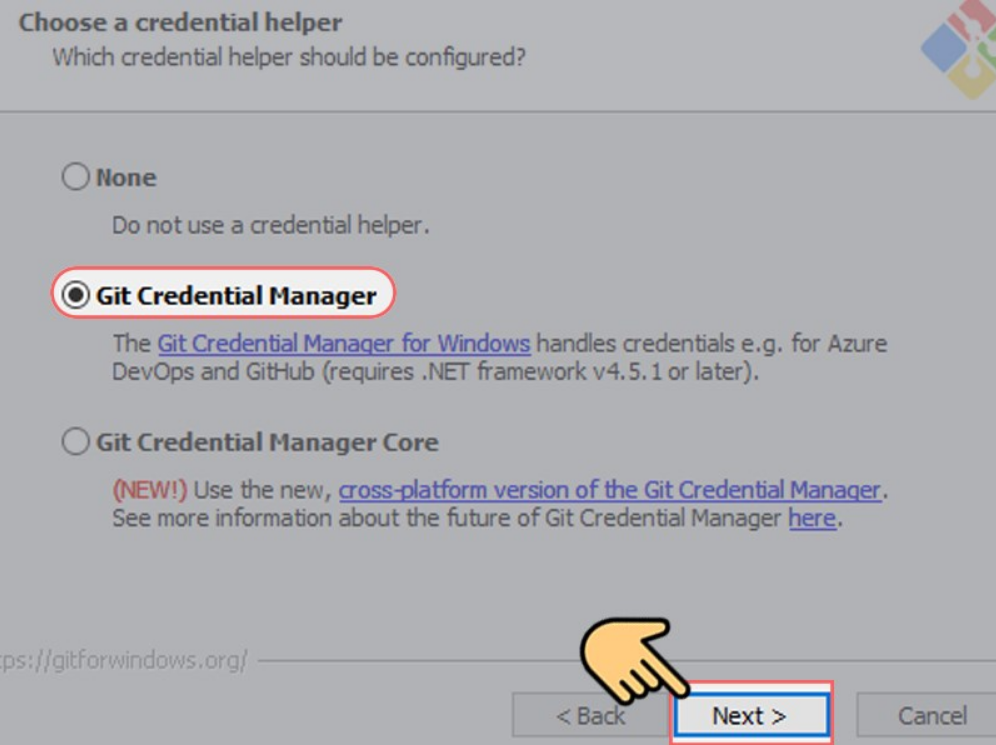 Choose a credential helper
Which credential helper should be configured?
None
Do not use a credential helper.
Git Credential Manager
The Git Credential Manager for Windows handles credentials e.g. for Azure
DevOps and GitHub (requires .NET framework v4.5.1 or later).
Git Credential Manager Core
(NEW!) Use the new, cross-platform version of the Git Credential Manager.
See more information about the future of Git Credential Manager here.
tps://gitforwindows.org/
< Back
Next >
Cancel